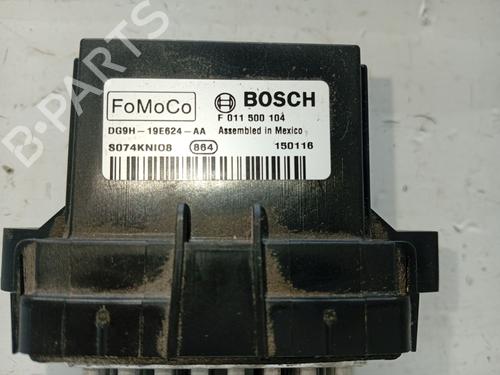 FoMoCo
BOSCH
F 011 500 104
DG9H-19E624-AA
Assembled in Mexico
S074KNI08
864
150116
B-PARTS